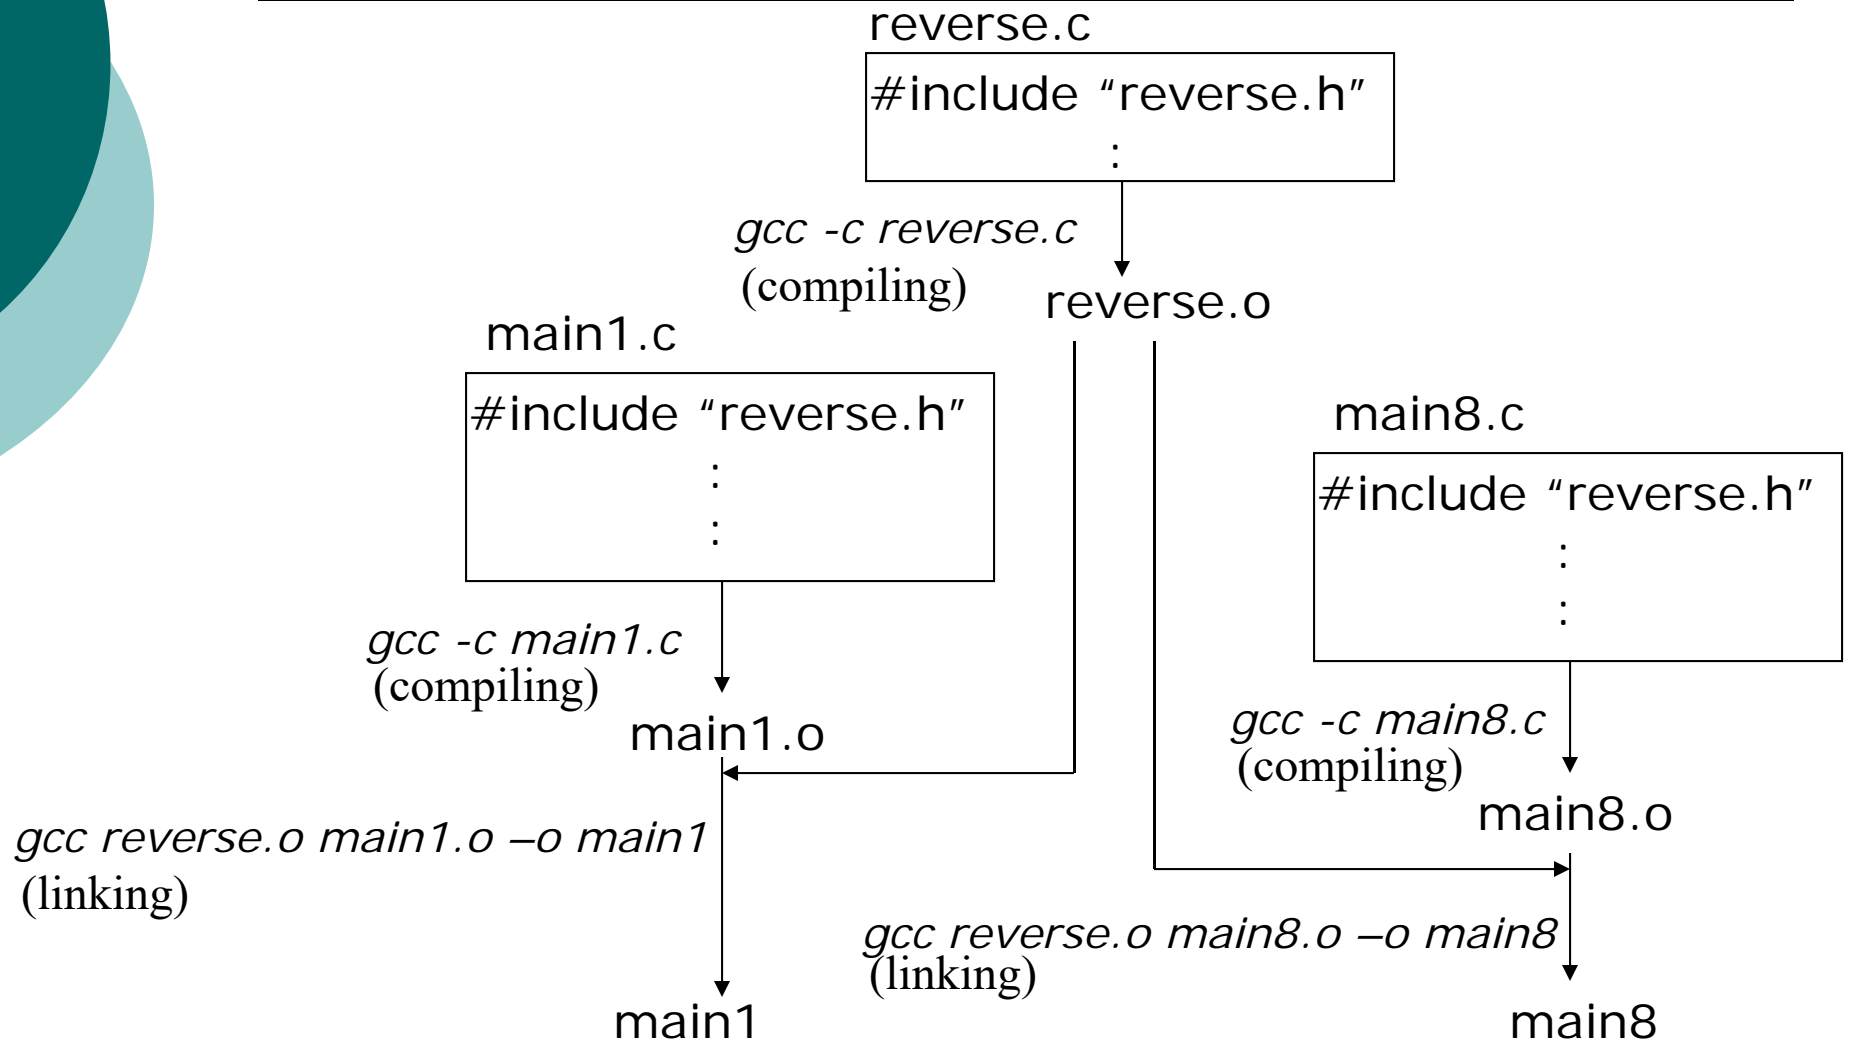 reverse.c
#include “reverse.h”
:
gcc -c reverse.c
(compiling)
reverse.o
main1.c
#include “reverse.h”
:
:
gcc -c main1.c
(compiling)
main1.o
gcc reverse.o main1.o –o main1
(linking)
main1
main8.c
#include “reverse.h”
:
:
gcc -c main8.c
(compiling)
main8.o
gcc reverse.o main8.o –o main8
(linking)
main8